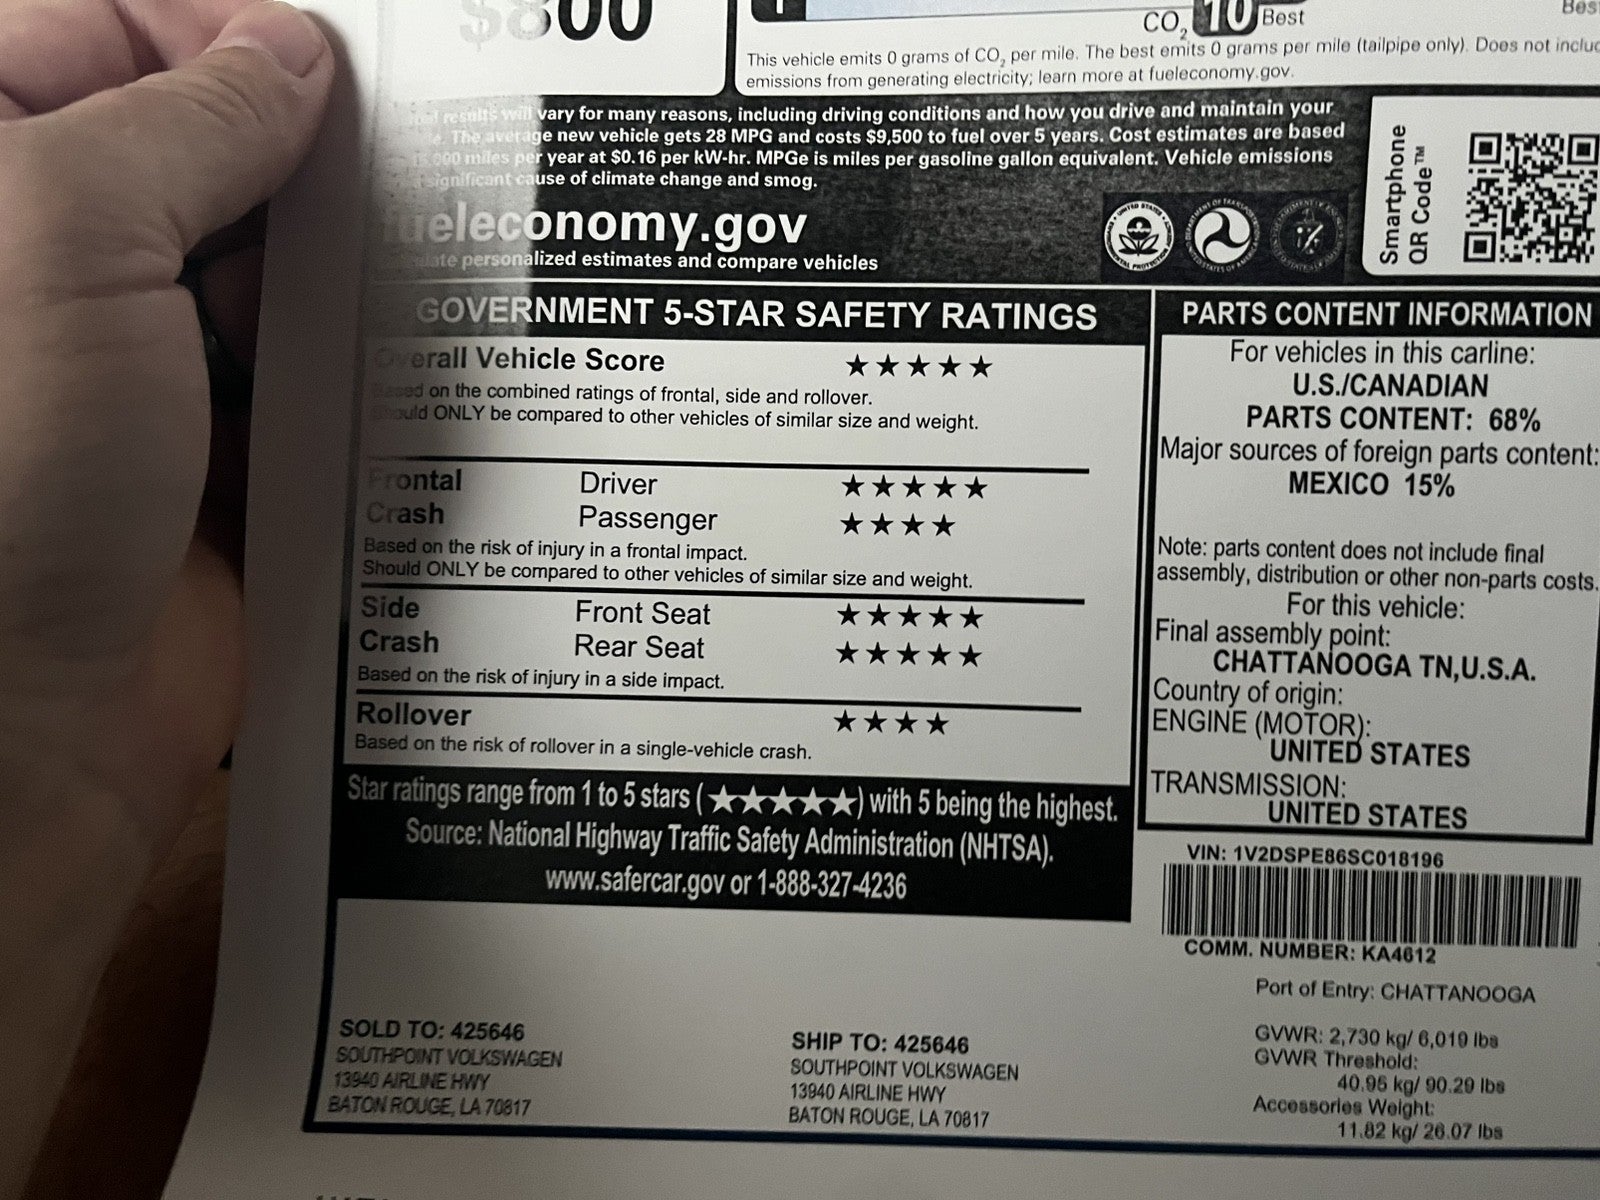 $800
CO2 10 Best
This vehicle emits 0 grams of CO2 per mile. The best emits 0 grams per mile (tailpipe only). Does not
emissions from generating electricity; learn more at fueleconomy.gov.
results will vary for many reasons, including driving conditions and how you drive and maintain your
The average new vehicle gets 28 MPG and costs $9,500 to fuel over 5 years. Cost estimates are based
miles per year at $0.16 per kW-hr. MPGe is miles per gasoline gallon equivalent. Vehicle emissions
significant cause of climate change and smog.
fueleconomy.gov
personalized estimates and compare vehicles
Smartphone
QR Code™
GOVERNMENT 5-STAR SAFETY RATINGS
Overall Vehicle Score ★★★★★
Based on the combined ratings of frontal, side and rollover.
Should ONLY be compared to other vehicles of similar size and weight.
Frontal Driver ★★★★★
Crash Passenger ★★★★
Based on the risk of injury in a frontal impact.
Should ONLY be compared to other vehicles of similar size and weight.
Side Front Seat ★★★★★
Crash Rear Seat ★★★★★
Based on the risk of injury in a side impact.
Rollover ★★★★
Based on the risk of rollover in a single-vehicle crash.
Star ratings range from 1 to 5 stars (★★★★★) with 5 being the highest.
Source: National Highway Traffic Safety Administration (NHTSA).
www.safercar.gov or 1-888-327-4236
PARTS CONTENT INFORMATION
For vehicles in this carline:
U.S./CANADIAN
PARTS CONTENT: 68%
Major sources of foreign parts content:
MEXICO 15%
Note: parts content does not include final
assembly, distribution or other non-parts costs.
For this vehicle:
Final assembly point:
CHATTANOOGA TN,U.S.A.
Country of origin:
ENGINE (MOTOR):
UNITED STATES
TRANSMISSION:
UNITED STATES
VIN: 1V2DSPE86SC018196
COMM. NUMBER: KA4612
Port of Entry: CHATTANOOGA
GVWR: 2,730 kg/ 6,019 lbs
GVWR Threshold:
40.95 kg/ 90.29 lbs
Accessories Weight:
11.82 kg/ 26.07 lbs
SOLD TO: 425646
SOUTHPOINT VOLKSWAGEN
13940 AIRLINE HWY
BATON ROUGE, LA 70817
SHIP TO: 425646
SOUTHPOINT VOLKSWAGEN
13940 AIRLINE HWY
BATON ROUGE, LA 70817